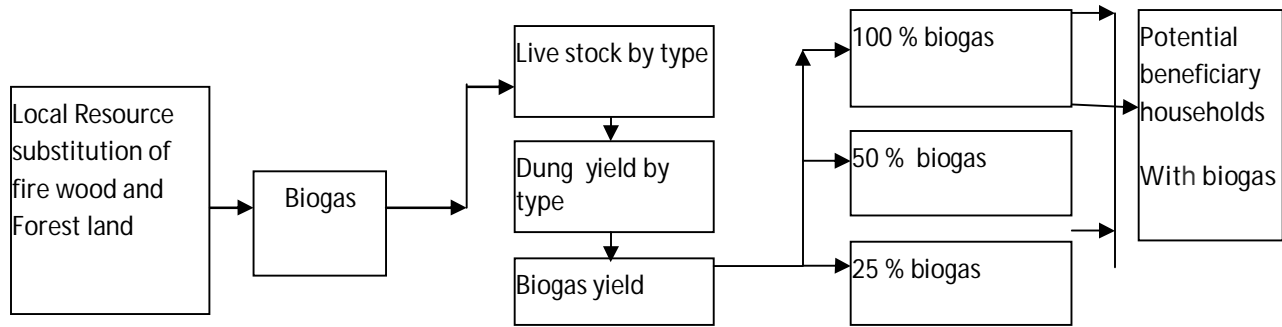 Local Resource
substitution of
fire wood and
Forest land
Biogas
Live stock by type
Dung yield by
type
Biogas yield
100 % biogas
50 % biogas
25 % biogas
Potential
beneficiary
households
With biogas